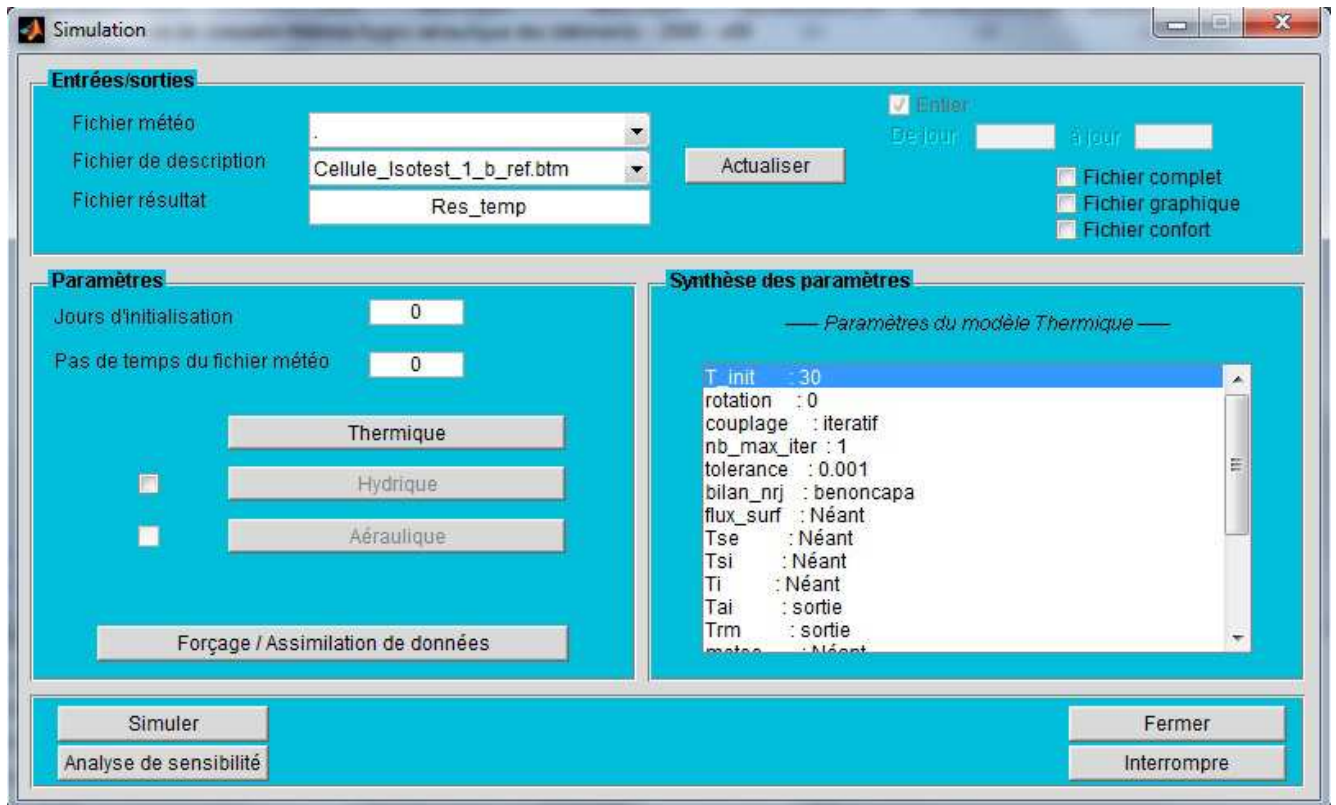 Simulation
Entrées/sorties
Fichier météo
.
Fichier de description
Cellule_Isotest_1_b_ref.btm
Fichier résultat
Res_temp
Actualiser
Entier
De jour
à jour
Fichier complet
Fichier graphique
Fichier confort
Paramètres
Jours d'initialisation
0
Pas de temps du fichier météo
0
Thermique
Hydrique
Aéraulique
Forçage / Assimilation de données
Synthèse des paramètres
––– Paramètres du modèle Thermique –––
T_init : 30
rotation : 0
couplage : iteratif
nb_max_iter : 1
tolerance : 0.001
bilan_nrj : benoncapa
flux_surf : Néant
Tse : Néant
Tsi : Néant
Ti : Néant
Tai : sortie
Trm : sortie
meteo : Néant
Simuler
Analyse de sensibilité
Fermer
Interrompre